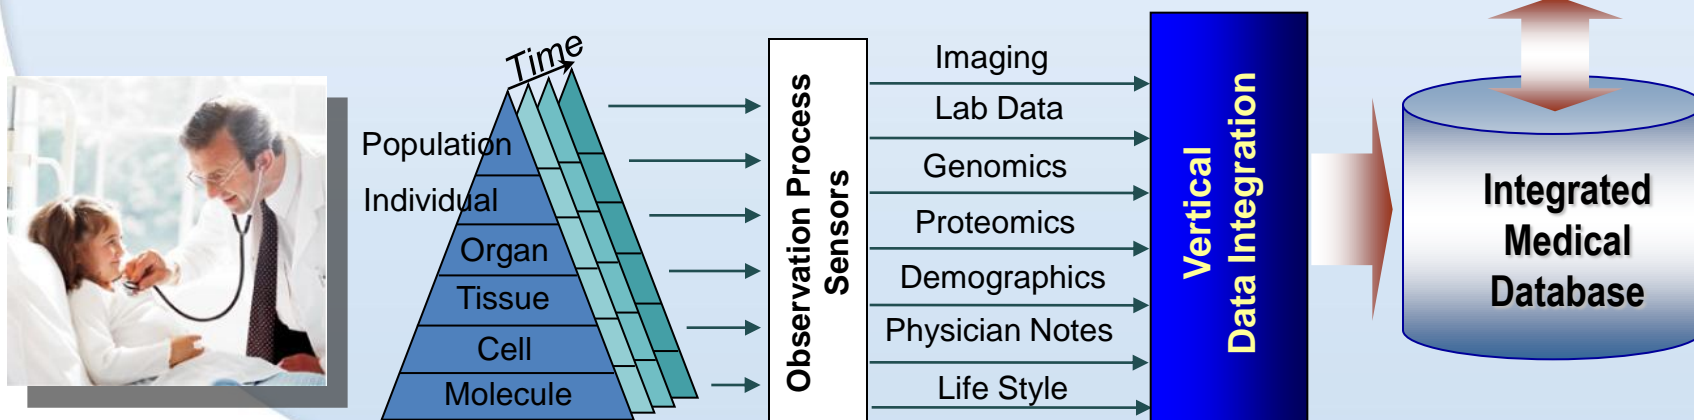 Time
Population
Individual
Organ
Tissue
Cell
Molecule
Observation Process
Sensors
Imaging
Lab Data
Genomics
Proteomics
Demographics
Physician Notes
Life Style
Vertical
Data Integration
Integrated
Medical
Database